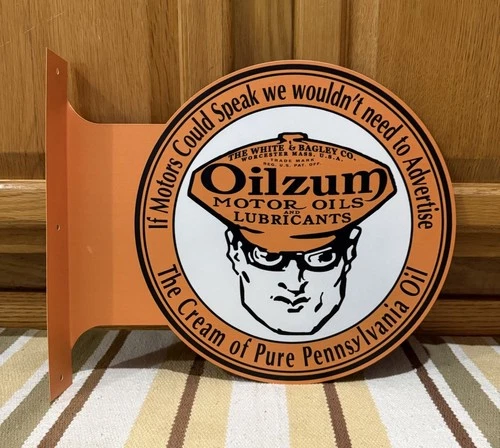 If Motors Could Speak we wouldn't need to Advertise
THE WHITE & BAGLEY CO.
WORCESTER MASS. U.S.A.
TRADE MARK
REG. U.S. PAT. OFF.
Oilzum
MOTOR OILS
AND
LUBRICANTS
The Cream of Pure Pennsylvania Oil